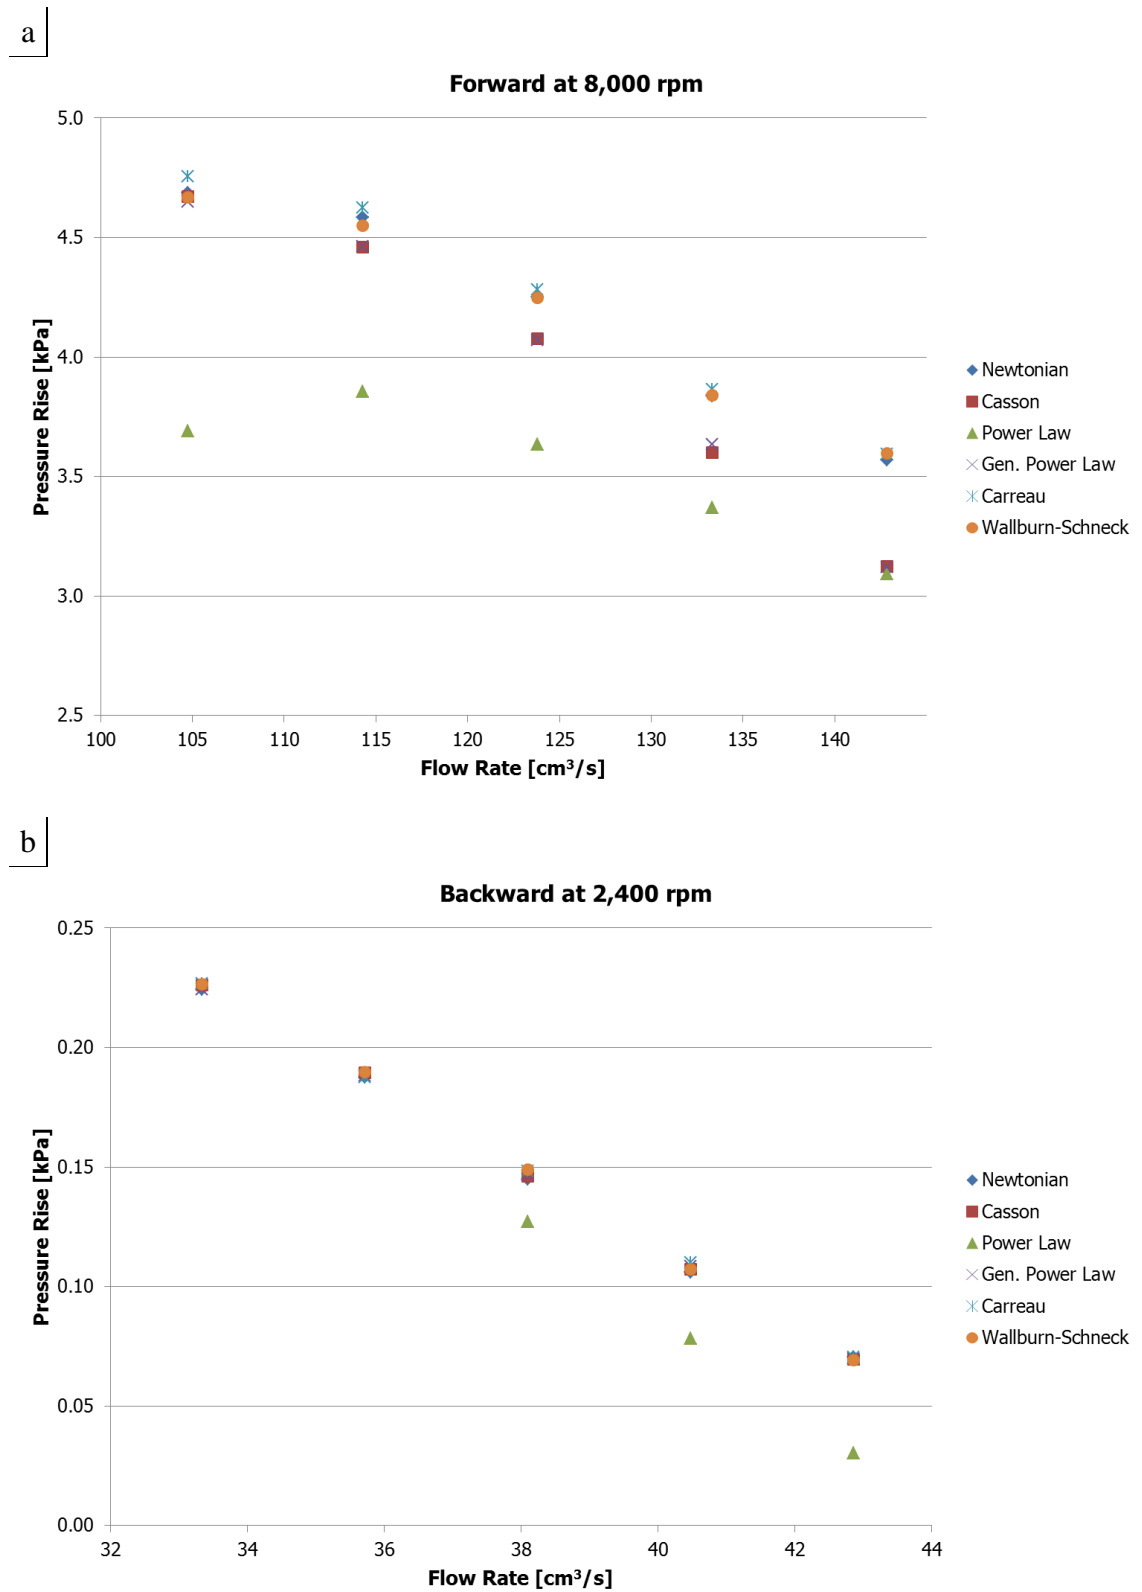 a
Forward at 8,000 rpm
5.0
4.5
4.0
3.5
3.0
2.5
Pressure Rise [kPa]
100 105 110 115 120 125 130 135 140
Flow Rate [cm³/s]
Newtonian
Casson
Power Law
Gen. Power Law
Carreau
Wallburn-Schneck
b
Backward at 2,400 rpm
0.25
0.20
0.15
0.10
0.05
0.00
Pressure Rise [kPa]
32 34 36 38 40 42 44
Flow Rate [cm³/s]
Newtonian
Casson
Power Law
Gen. Power Law
Carreau
Wallburn-Schneck